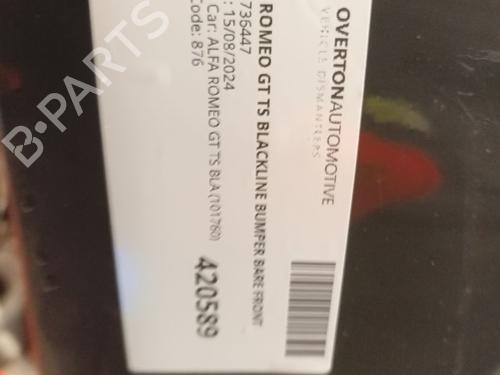 OVERTONAUTOMOTIVE
VEHICLE DISMANTLERS
ROMEO GT TS BLACKLINE BUMPER BARE FRONT
736447
: 15/08/2024
Car: ALFA ROMEO GT TS BLA (101760)
Code: 876
420589
B-PARTS